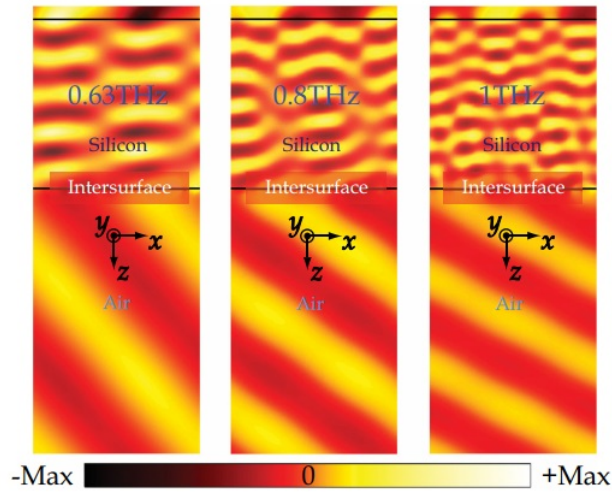 0.63THz 0.8THz 1THz
Silicon Silicon Silicon
Intersurface Intersurface Intersurface
y x y x y x
z z z
Air Air Air
-Max 0 +Max